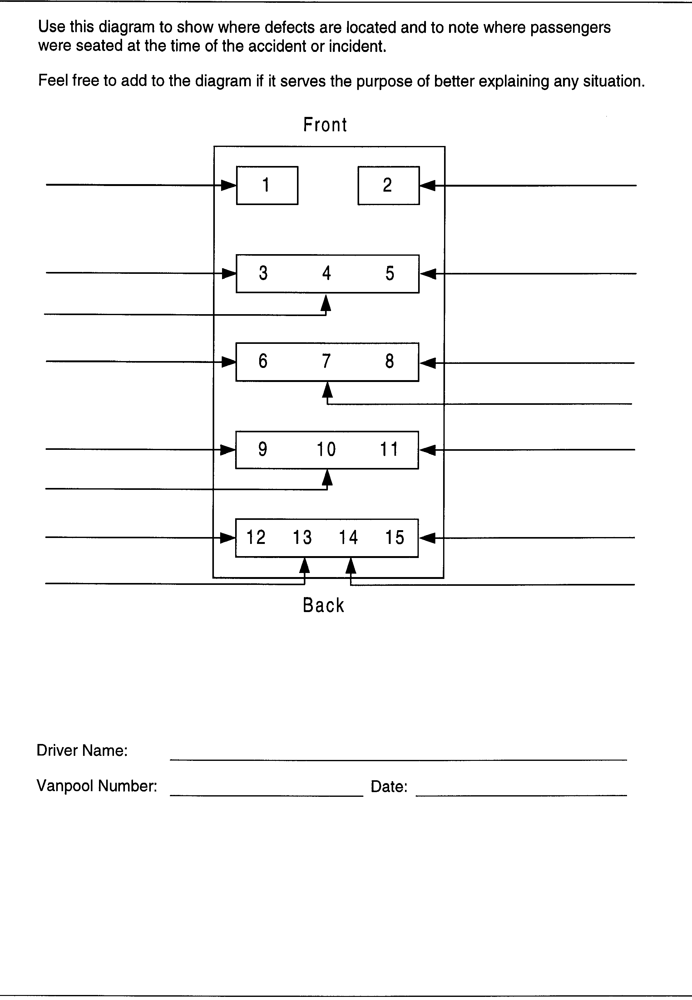 Use this diagram to show where defects are located and to note where passengers
were seated at the time of the accident or incident.
Feel free to add to the diagram if it serves the purpose of better explaining any situation.
Front
1 2
3 4 5
6 7 8
9 10 11
12 13 14 15
Back
Driver Name:
Vanpool Number: Date: